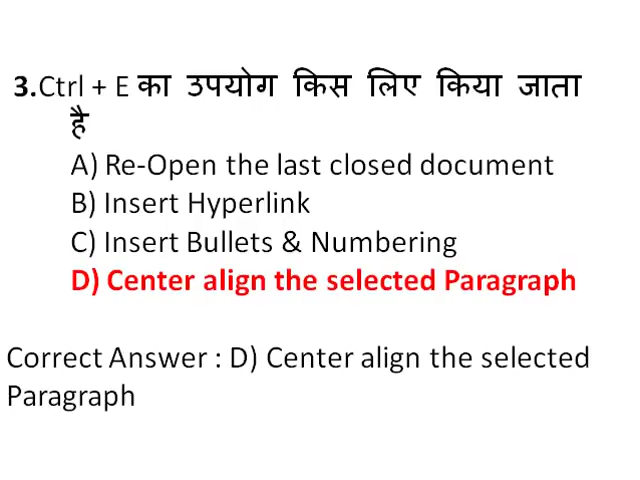 3.Ctrl + E का उपयोग किस लिए किया जाता
है
A) Re-Open the last closed document
B) Insert Hyperlink
C) Insert Bullets & Numbering
D) Center align the selected Paragraph
Correct Answer : D) Center align the selected
Paragraph